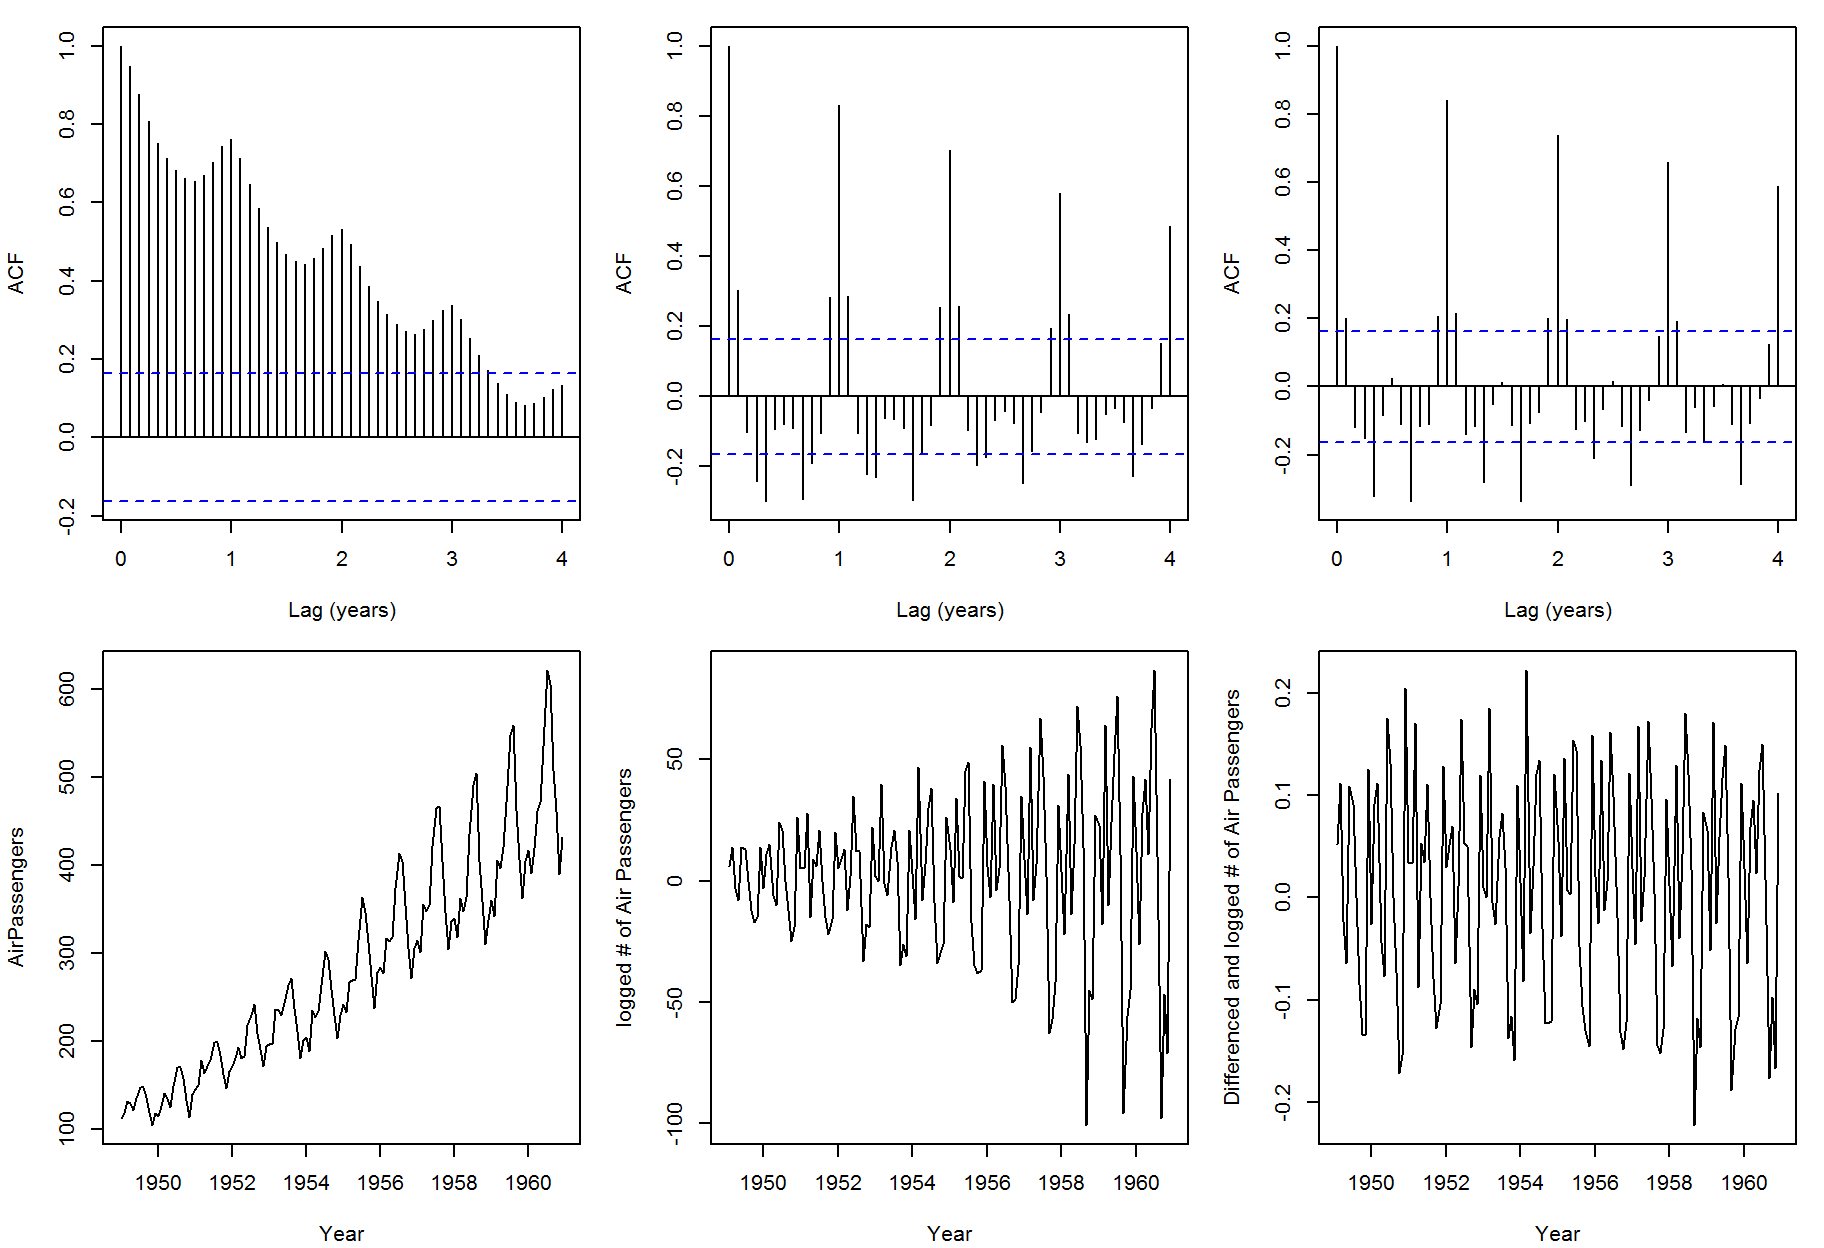 ACF
1.0
0.8
0.6
0.4
0.2
0.0
-0.2
0 1 2 3 4
Lag (years)
ACF
1.0
0.8
0.6
0.4
0.2
0.0
-0.2
0 1 2 3 4
Lag (years)
ACF
1.0
0.8
0.6
0.4
0.2
0.0
-0.2
0 1 2 3 4
Lag (years)
AirPassengers
600
500
400
300
200
100
1950 1952 1954 1956 1958 1960
Year
logged # of Air Passengers
50
0
-50
-100
1950 1952 1954 1956 1958 1960
Year
Differenced and logged # of Air Passengers
0.2
0.1
0.0
-0.1
-0.2
1950 1952 1954 1956 1958 1960
Year